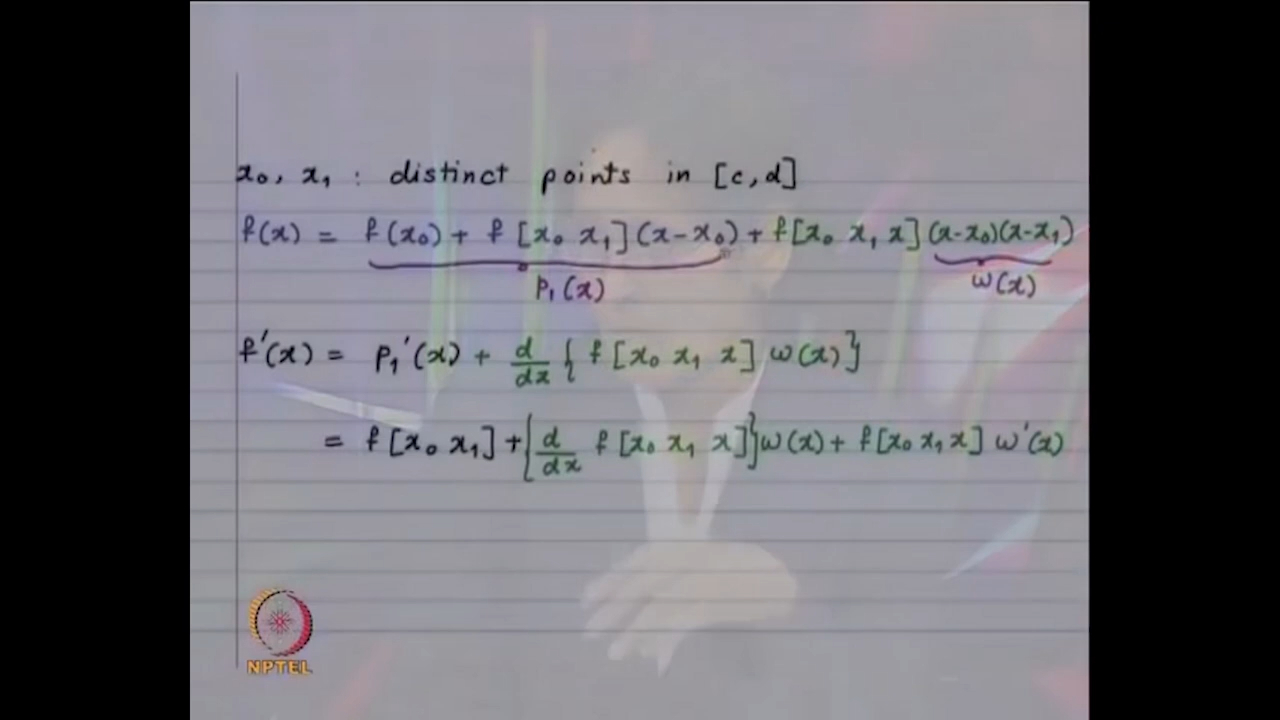 x₀, x₁ : distinct points in [c, d]
f(x) = f(x₀) + f[x₀ x₁](x-x₀) + f[x₀ x₁ x](x-x₀)(x-x₁)
p₁(x) w(x)
f'(x) = p₁'(x) + d/dx { f[x₀ x₁ x] w(x)}
= f[x₀ x₁] + {d/dx f[x₀ x₁ x]} w(x) + f[x₀ x₁ x] w'(x)
NPTEL